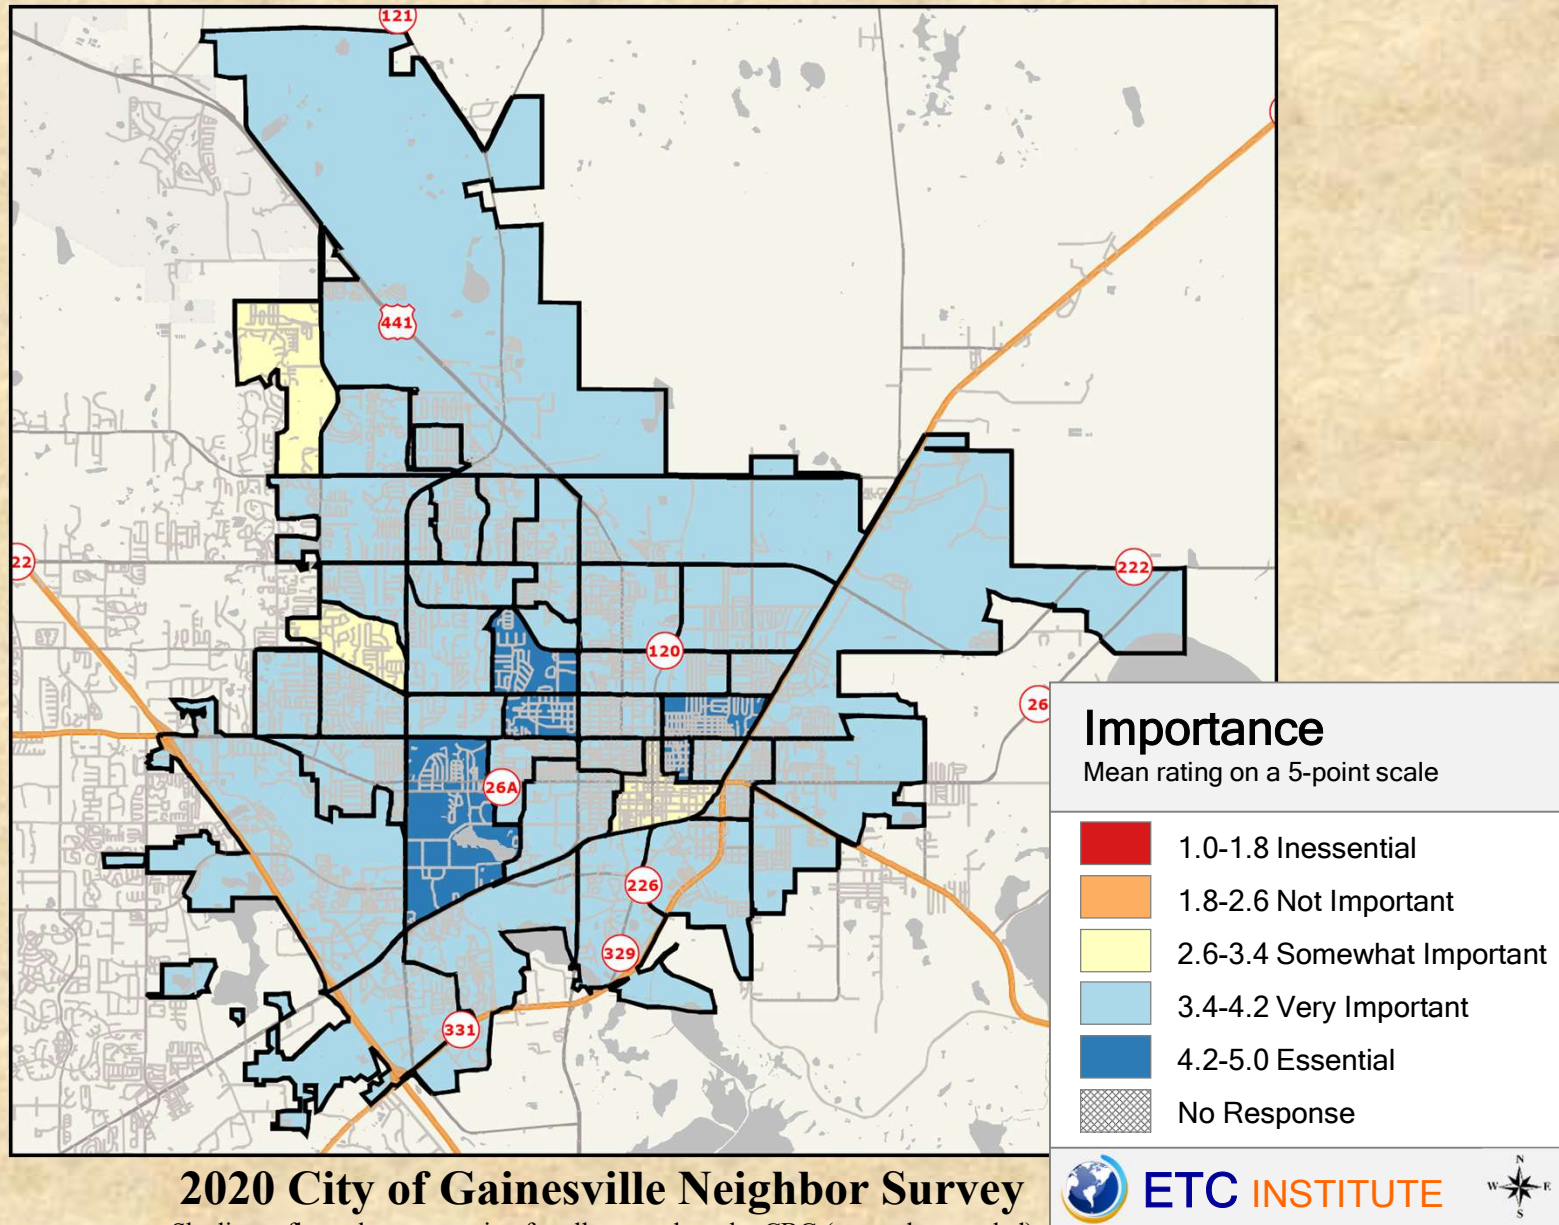 121
441
22
222
120
26
26A
226
329
331
Importance
Mean rating on a 5-point scale
1.0-1.8 Inessential
1.8-2.6 Not Important
2.6-3.4 Somewhat Important
3.4-4.2 Very Important
4.2-5.0 Essential
No Response
ETC INSTITUTE
N
W E
S
2020 City of Gainesville Neighbor Survey